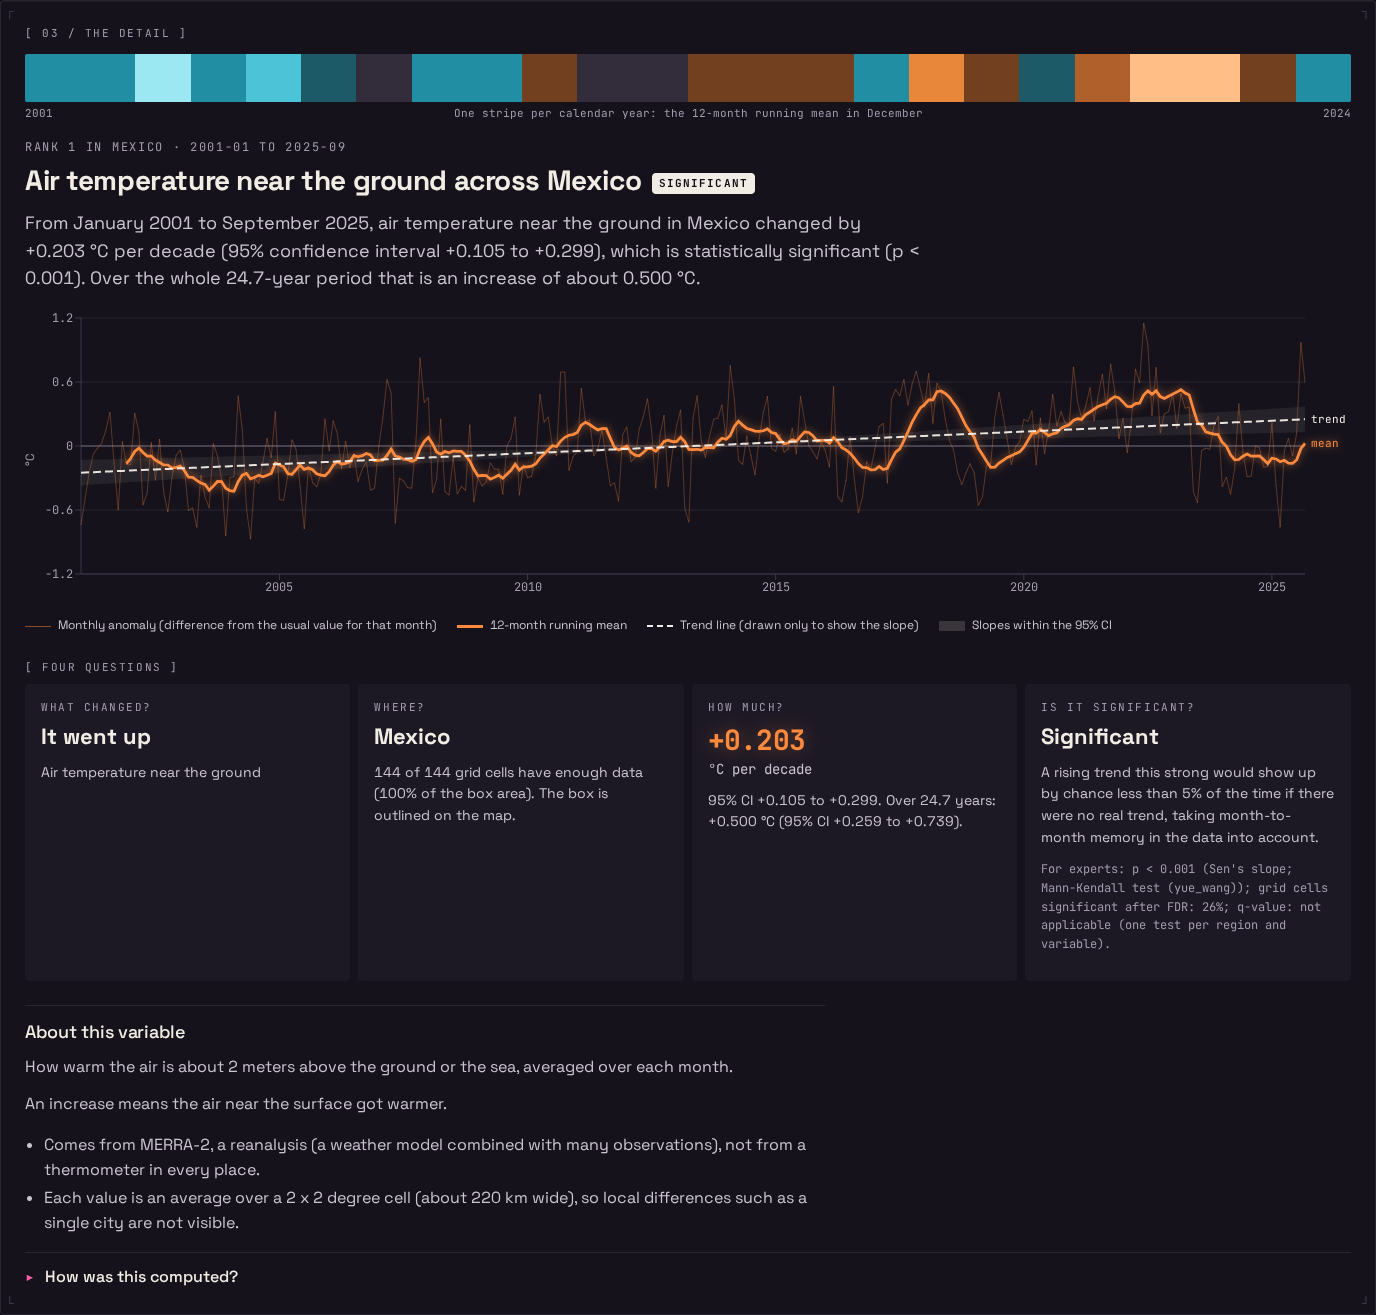 [ 03 / THE DETAIL ]
2001
One stripe per calendar year: the 12-month running mean in December
2024
RANK 1 IN MEXICO · 2001-01 TO 2025-09
Air temperature near the ground across Mexico SIGNIFICANT
From January 2001 to September 2025, air temperature near the ground in Mexico changed by
+0.203 °C per decade (95% confidence interval +0.105 to +0.299), which is statistically significant (p <
0.001). Over the whole 24.7-year period that is an increase of about 0.500 °C.
1.2
0.6
0
-0.6
-1.2
°C
trend
mean
2005
2010
2015
2020
2025
Monthly anomaly (difference from the usual value for that month)
12-month running mean
Trend line (drawn only to show the slope)
Slopes within the 95% CI
[ FOUR QUESTIONS ]
WHAT CHANGED?
It went up
Air temperature near the ground
WHERE?
Mexico
144 of 144 grid cells have enough data
(100% of the box area). The box is
outlined on the map.
HOW MUCH?
+0.203
°C per decade
95% CI +0.105 to +0.299. Over 24.7 years:
+0.500 °C (95% CI +0.259 to +0.739).
IS IT SIGNIFICANT?
Significant
A rising trend this strong would show up
by chance less than 5% of the time if there
were no real trend, taking month-to-
month memory in the data into account.
For experts: p < 0.001 (Sen's slope;
Mann-Kendall test (yue_wang)); grid cells
significant after FDR: 26%; q-value: not
applicable (one test per region and
variable).
About this variable
How warm the air is about 2 meters above the ground or the sea, averaged over each month.
An increase means the air near the surface got warmer.
• Comes from MERRA-2, a reanalysis (a weather model combined with many observations), not from a
thermometer in every place.
• Each value is an average over a 2 x 2 degree cell (about 220 km wide), so local differences such as a
single city are not visible.
▸ How was this computed?